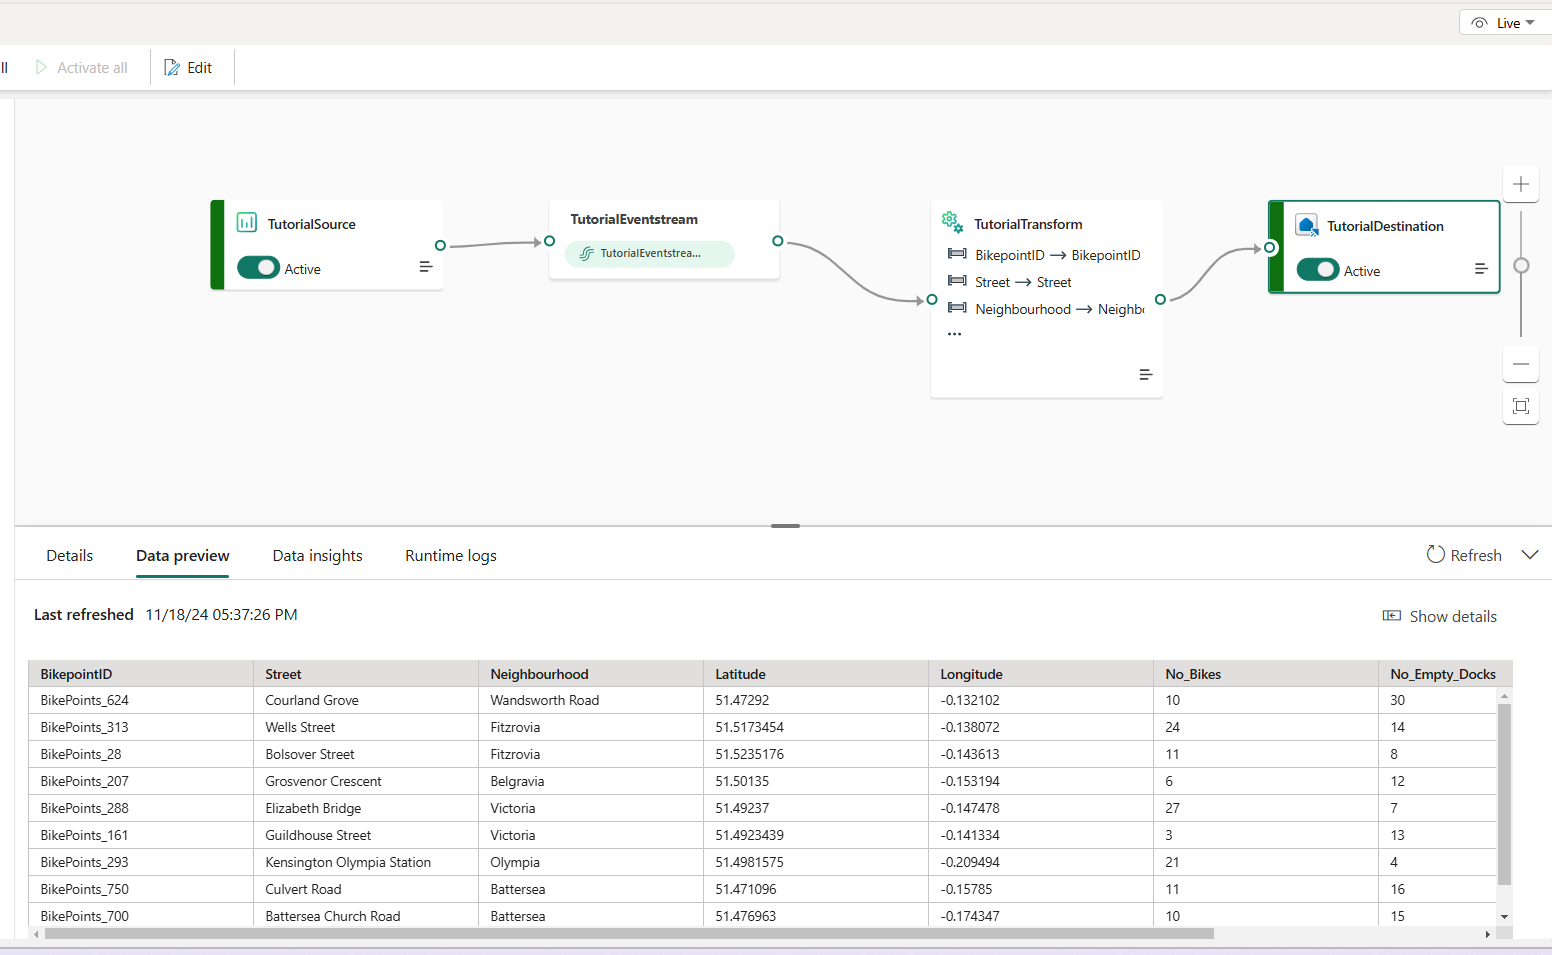 Live
ll Activate all Edit
TutorialSource
Active
TutorialEventstream
TutorialEventstrea...
TutorialTransform
BikepointID → BikepointID
Street → Street
Neighbourhood → Neighb
...
TutorialDestination
Active
Details Data preview Data insights Runtime logs Refresh
Last refreshed 11/18/24 05:37:26 PM Show details
BikepointID Street Neighbourhood Latitude Longitude No_Bikes No_Empty_Docks
BikePoints_624 Courland Grove Wandsworth Road 51.47292 -0.132102 10 30
BikePoints_313 Wells Street Fitzrovia 51.5173454 -0.138072 24 14
BikePoints_28 Bolsover Street Fitzrovia 51.5235176 -0.143613 11 8
BikePoints_207 Grosvenor Crescent Belgravia 51.50135 -0.153194 6 12
BikePoints_288 Elizabeth Bridge Victoria 51.49237 -0.147478 27 7
BikePoints_161 Guildhouse Street Victoria 51.4923439 -0.141334 3 13
BikePoints_293 Kensington Olympia Station Olympia 51.4981575 -0.209494 21 4
BikePoints_750 Culvert Road Battersea 51.471096 -0.15785 11 16
BikePoints_700 Battersea Church Road Battersea 51.476963 -0.174347 10 15